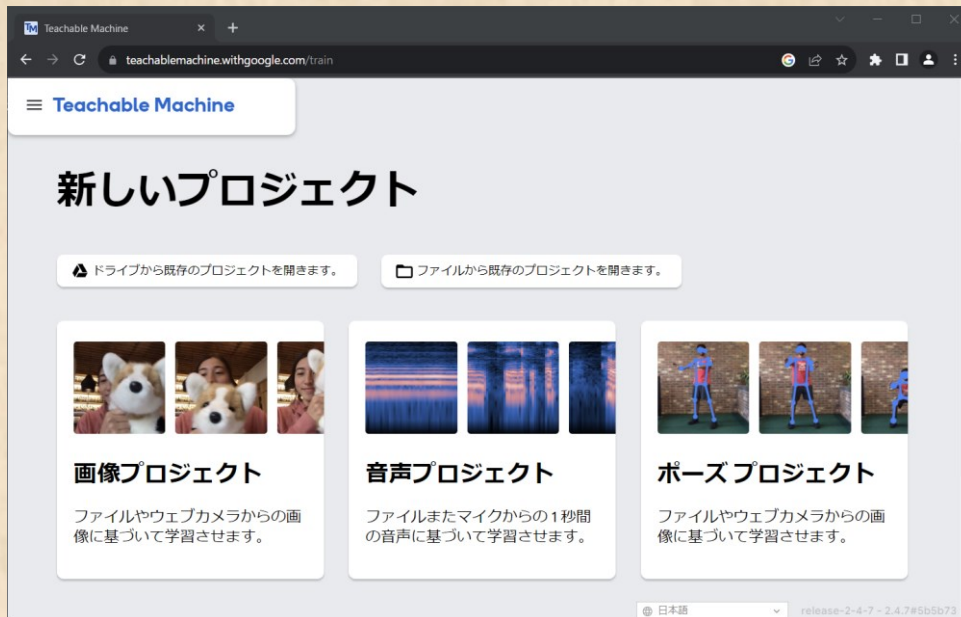 Teachable Machine
teachablemachine.withgoogle.com/train
Teachable Machine
新しいプロジェクト
ドライブから既存のプロジェクトを開きます。
ファイルから既存のプロジェクトを開きます。
画像プロジェクト
ファイルやウェブカメラからの画
像に基づいて学習させます。
音声プロジェクト
ファイルまたマイクからの1秒間
の音声に基づいて学習させます。
ポーズ プロジェクト
ファイルやウェブカメラからの画
像に基づいて学習させます。
日本語
release-2-4-7 - 2.4.7#5b5b73